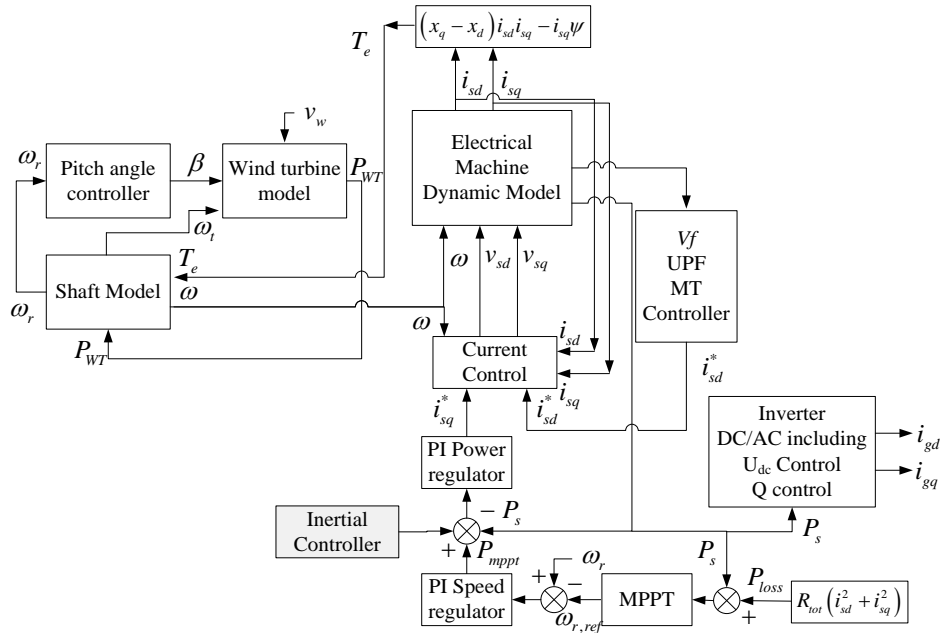 (x_q − x_d) i_sd i_sq − i_sq ψ
T_e
i_sd
i_sq
v_w
ω_r
Pitch angle
controller
β
Wind turbine
model
P_WT
Electrical
Machine
Dynamic Model
ω_t
Vf
UPF
MT
Controller
T_e
ω
v_sd
v_sq
Shaft Model
ω
ω_r
ω
P_WT
i_sd
Current
Control
i_sq
i*_sd
i*_sq
i*_sd
Inverter
DC/AC including
U_dc Control
Q control
i_gd
i_gq
PI Power
regulator
− P_s
Inertial
Controller
+
P_mppt
P_s
P_s
ω_r
+
−
P_loss
PI Speed
regulator
ω_r,ref
MPPT
+
R_tot (i²_sd + i²_sq)